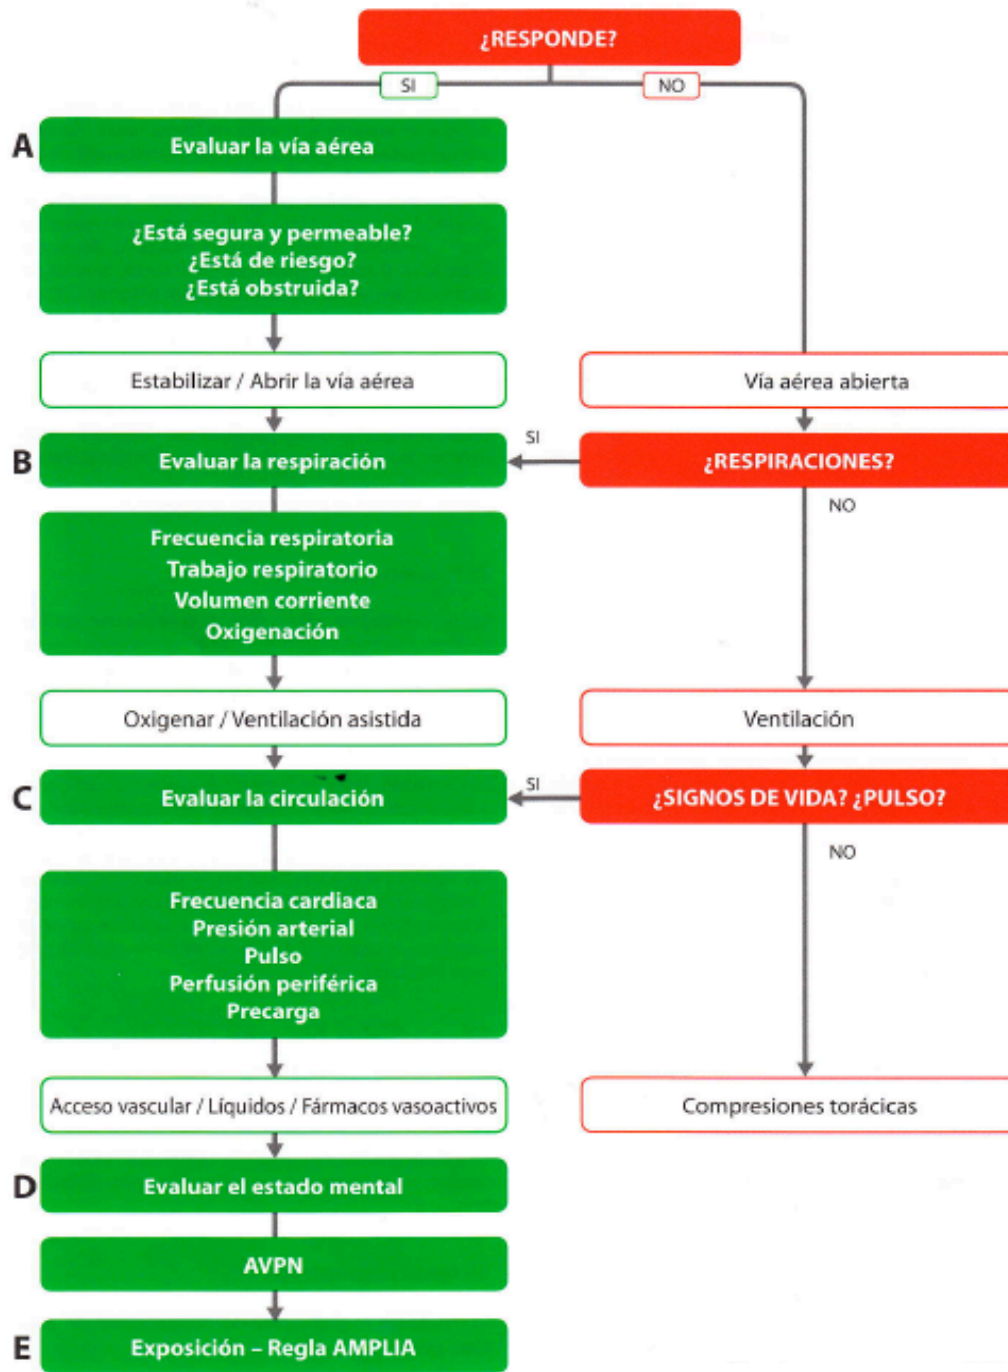 ¿RESPONDE?
SI
NO
A
Evaluar la vía aérea
¿Está segura y permeable?
¿Está de riesgo?
¿Está obstruida?
Estabilizar / Abrir la vía aérea
Vía aérea abierta
B
Evaluar la respiración
SI
¿RESPIRACIONES?
NO
Frecuencia respiratoria
Trabajo respiratorio
Volumen corriente
Oxigenación
Oxigenar / Ventilación asistida
Ventilación
C
Evaluar la circulación
SI
¿SIGNOS DE VIDA? ¿PULSO?
NO
Frecuencia cardiaca
Presión arterial
Pulso
Perfusión periférica
Precarga
Acceso vascular / Líquidos / Fármacos vasoactivos
Compresiones torácicas
D
Evaluar el estado mental
AVPN
E
Exposición – Regla AMPLIA